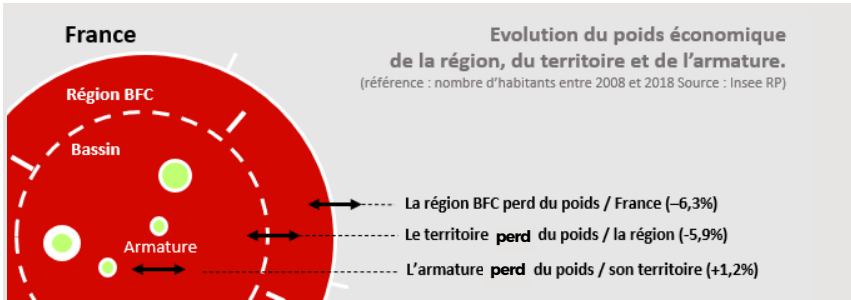 France
Evolution du poids économique
de la région, du territoire et de l'armature.
(référence : nombre d'habitants entre 2008 et 2018 Source : Insee RP)
Région BFC
Bassin
La région BFC perd du poids / France (–6,3%)
Le territoire perd du poids / la région (-5,9%)
Armature
L'armature perd du poids / son territoire (+1,2%)